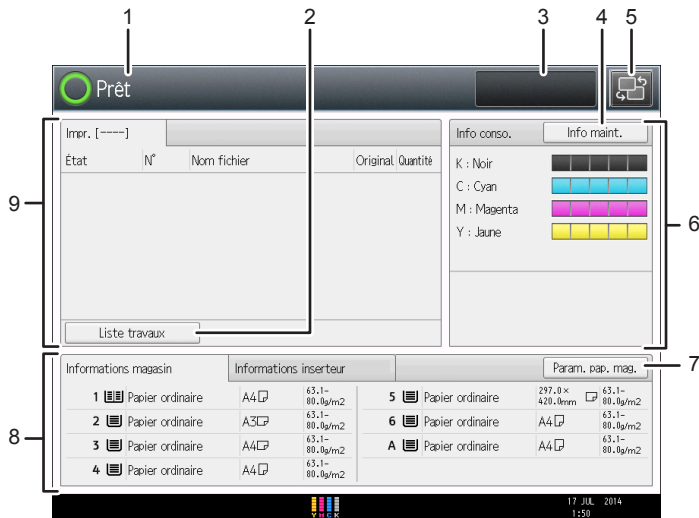 1 2 3 4 5
Prêt
Impr. [----]
Info conso. Info maint.
État N° Nom fichier Original Quantité
K : Noir
C : Cyan
M : Magenta
Y : Jaune
9
6
Liste travaux
Informations magasin Informations inserteur Param. pap. mag.
7
1 Papier ordinaire A4 63.1-80.0g/m2 5 Papier ordinaire 297.0× 420.0mm 63.1-80.0g/m2
2 Papier ordinaire A3 63.1-80.0g/m2 6 Papier ordinaire A4 63.1-80.0g/m2
8
3 Papier ordinaire A4 63.1-80.0g/m2 A Papier ordinaire A4 63.1-80.0g/m2
4 Papier ordinaire A4 63.1-80.0g/m2
Y M C K
17 JUL 2014
1:50